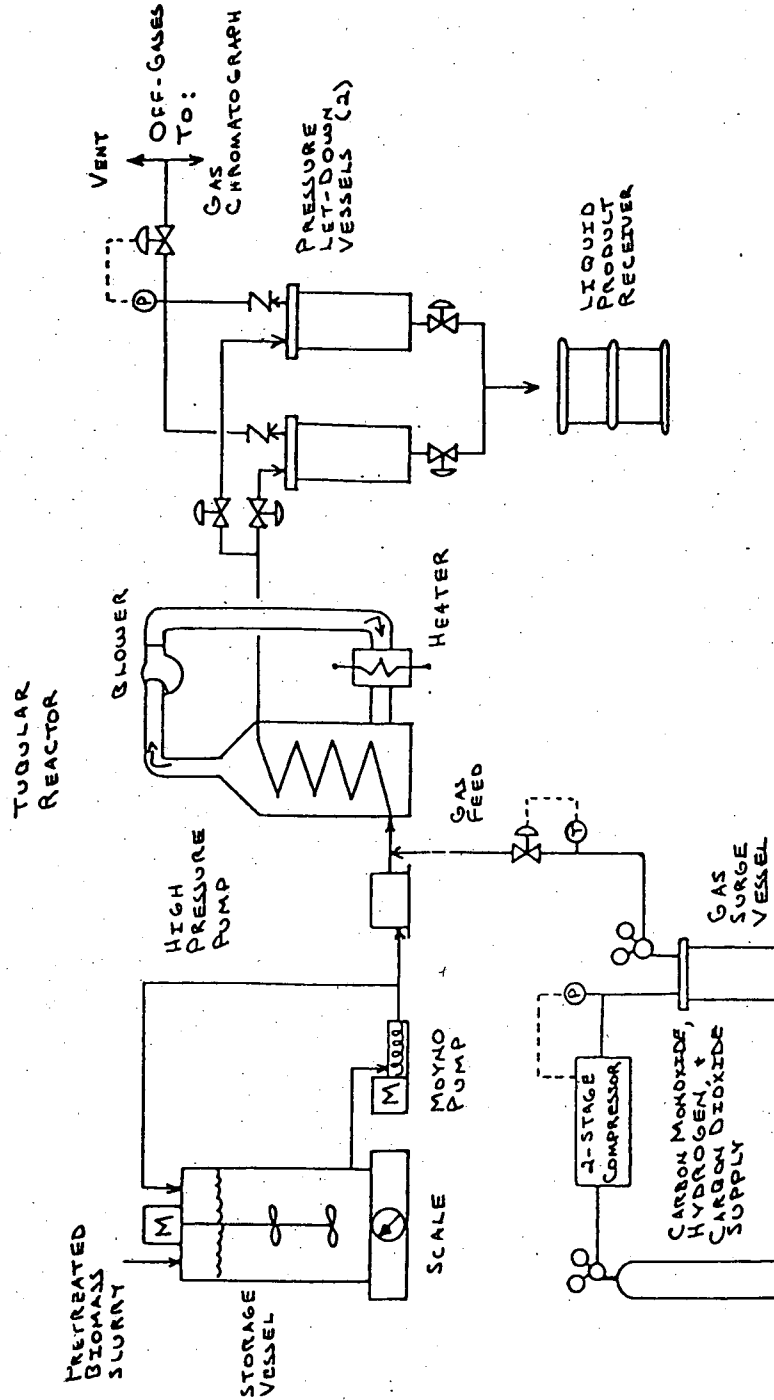 TUBULAR
REACTOR
PRETREATED
BIOMASS
SLURRY
M
STORAGE
VESSEL
SCALE
M
MOYNO
PUMP
HIGH
PRESSURE
PUMP
BLOWER
HEATER
GAS
FEED
VENT
OFF-GASES
TO:
GAS
CHROMATOGRAPH
P
PRESSURE
LET-DOWN
VESSELS (2)
LIQUID
PRODUCT
RECEIVER
T
P
2-STAGE
COMPRESSOR
CARBON MONOXIDE,
HYDROGEN, &
CARBON DIOXIDE
SUPPLY
GAS
SURGE
VESSEL